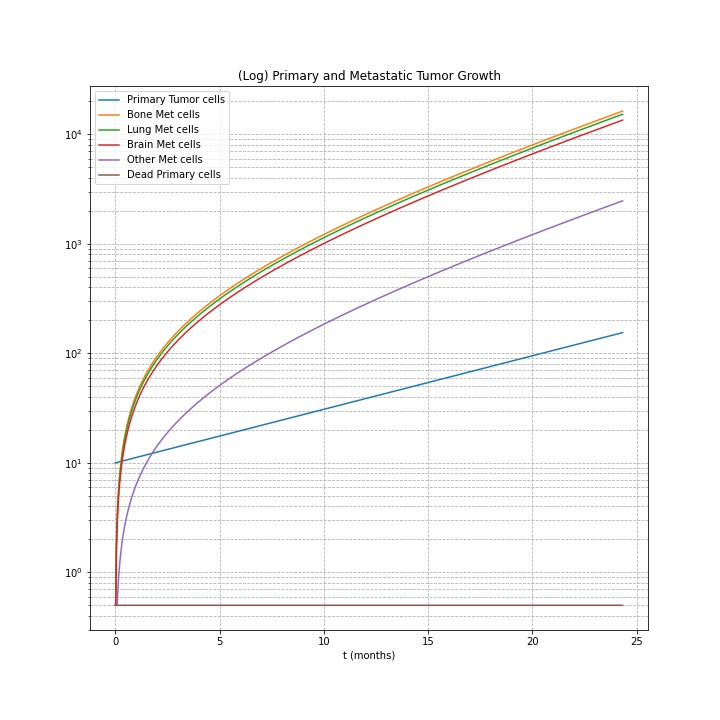 (Log) Primary and Metastatic Tumor Growth
Primary Tumor cells
Bone Met cells
Lung Met cells
Brain Met cells
Other Met cells
Dead Primary cells
10⁴
10³
10²
10¹
10⁰
0 5 10 15 20 25
t (months)